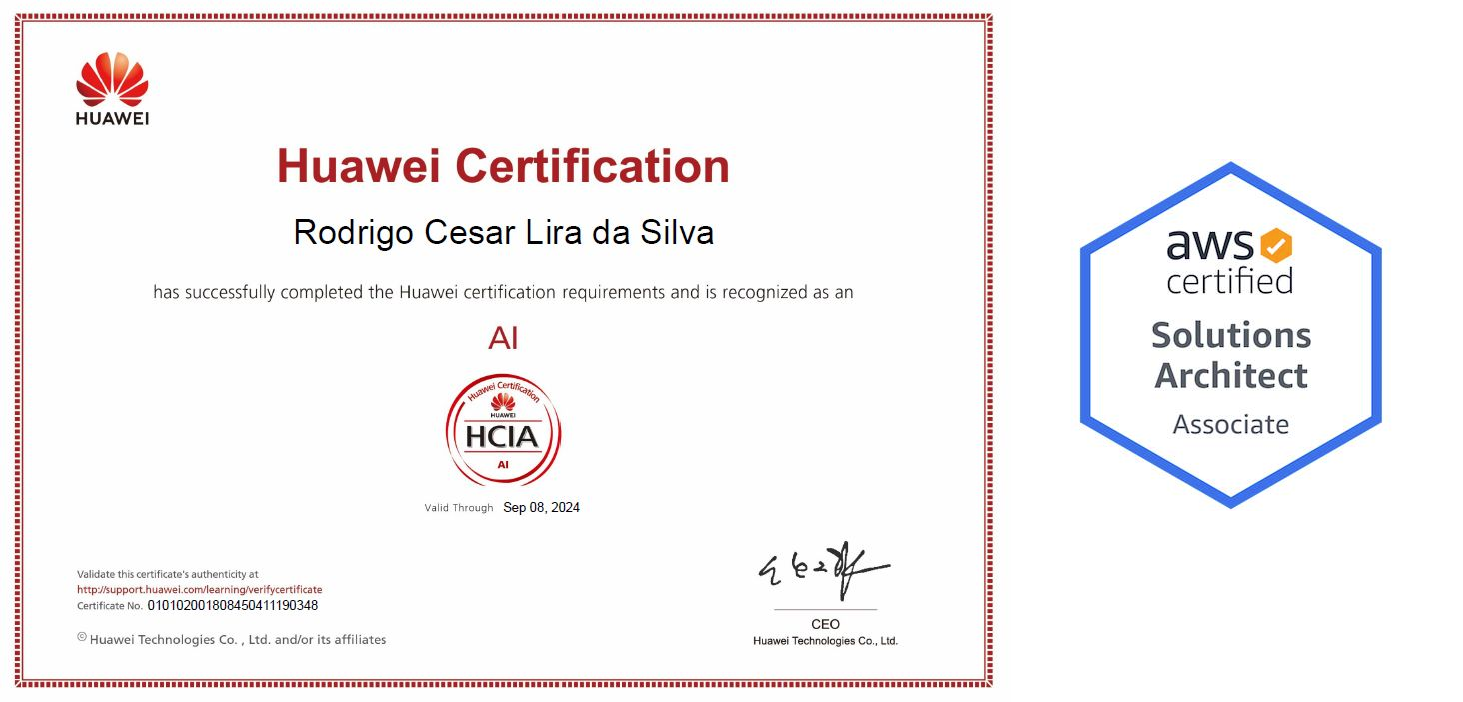 HUAWEI
Huawei Certification
Rodrigo Cesar Lira da Silva
has successfully completed the Huawei certification requirements and is recognized as an
AI
Huawei Certification
HUAWEI
HCIA
AI
Valid Through Sep 08, 2024
Validate this certificate's authenticity at
http://support.huawei.com/learning/verifycertificate
Certificate No. 010102001808450411190348
© Huawei Technologies Co. , Ltd. and/or its affiliates
CEO
Huawei Technologies Co., Ltd.
aws
certified
Solutions
Architect
Associate